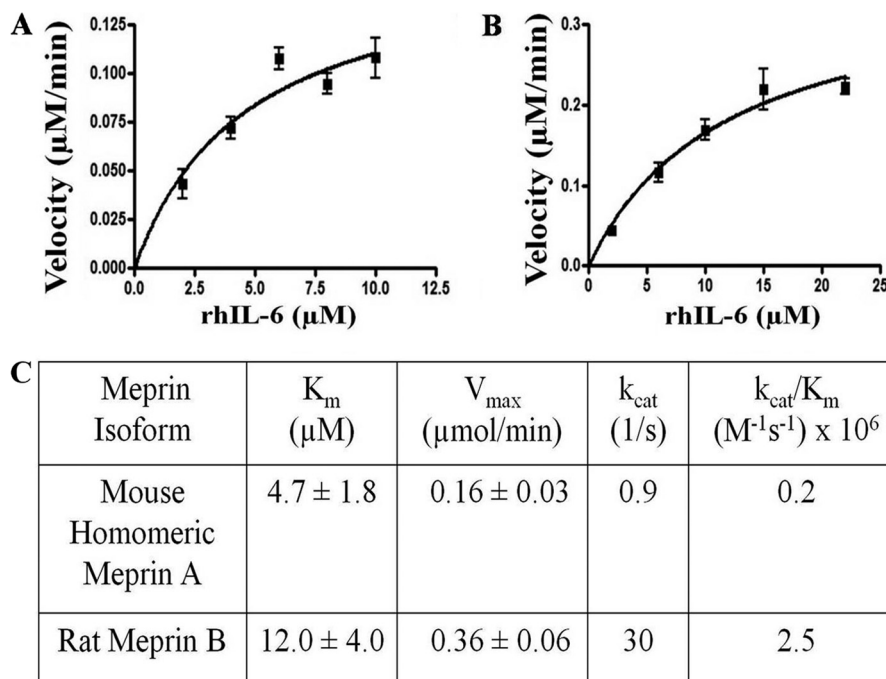 A
Velocity (µM/min)
0.125
0.100
0.075
0.050
0.025
0.000
0.0 2.5 5.0 7.5 10.0 12.5
rhIL-6 (µM)
B
Velocity (µM/min)
0.3
0.2
0.1
0.0
0 5 10 15 20 25
rhIL-6 (µM)
C
Meprin Isoform
Km (µM)
Vmax (µmol/min)
kcat (1/s)
kcat/Km (M⁻¹s⁻¹) x 10⁶
Mouse Homomeric Meprin A
4.7 ± 1.8
0.16 ± 0.03
0.9
0.2
Rat Meprin B
12.0 ± 4.0
0.36 ± 0.06
30
2.5